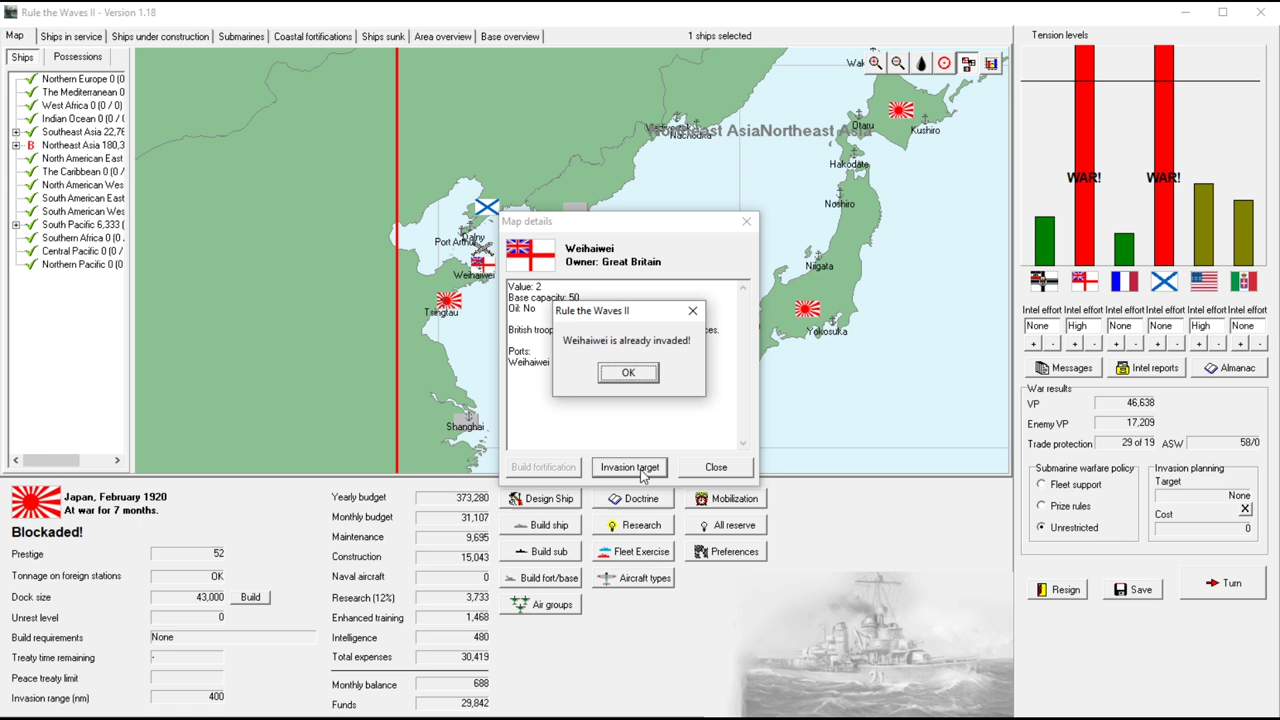 Rule the Waves II - Version 1.18
Map
Ships in service
Ships under construction
Submarines
Coastal fortifications
Ships sunk
Area overview
Base overview
1 ships selected
Ships
Possessions
Northern Europe 0 (0
The Mediterranean 0
West Africa 0 (0 / 0)
Indian Ocean 0 (0 /
Southeast Asia 22,76
B Northeast Asia 180,3
North American East
The Caribbean 0 (0 /
North American Wes
South American East
South American Wes
South Pacific 6,333 (
Southern Africa 0 (0
Central Pacific 0 (0 /
Northern Pacific 0 (0
Nachodka
Northeast Asia
Otaru
Kushiro
Hakodate
Noshiro
Niigata
Yokosuka
Dalny
Port Arthur
Weihaiwei
Tsingtau
Shanghai
Map details
Weihaiwei
Owner: Great Britain
Value: 2
Base capacity: 50
Oil: No
British troop
Ports:
Weihaiwei
Rule the Waves II
Weihaiwei is already invaded!
OK
Build fortification
Invasion target
Close
Tension levels
WAR!
WAR!
Intel effort Intel effort Intel effort Intel effort Intel effort Intel effort
None High None None High None
+ - + - + - + - + - + -
Messages
Intel reports
Almanac
War results
VP 46,638
Enemy VP 17,209
Trade protection 29 of 19 ASW 58/0
Submarine warfare policy
Fleet support
Prize rules
Unrestricted
Invasion planning
Target
None
Cost X
0
Resign
Save
Turn
Japan, February 1920
At war for 7 months.
Blockaded!
Prestige 52
Tonnage on foreign stations OK
Dock size 43,000 Build
Unrest level 0
Build requirements None
Treaty time remaining -
Peace treaty limit
Invasion range (nm) 400
Yearly budget 373,280
Monthly budget 31,107
Maintenance 9,695
Construction 15,043
Naval aircraft 0
Research (12%) 3,733
Enhanced training 1,468
Intelligence 480
Total expenses 30,419
Monthly balance 688
Funds 29,842
Design Ship
Doctrine
Mobilization
Build ship
Research
All reserve
Build sub
Fleet Exercise
Preferences
Build fort/base
Aircraft types
Air groups